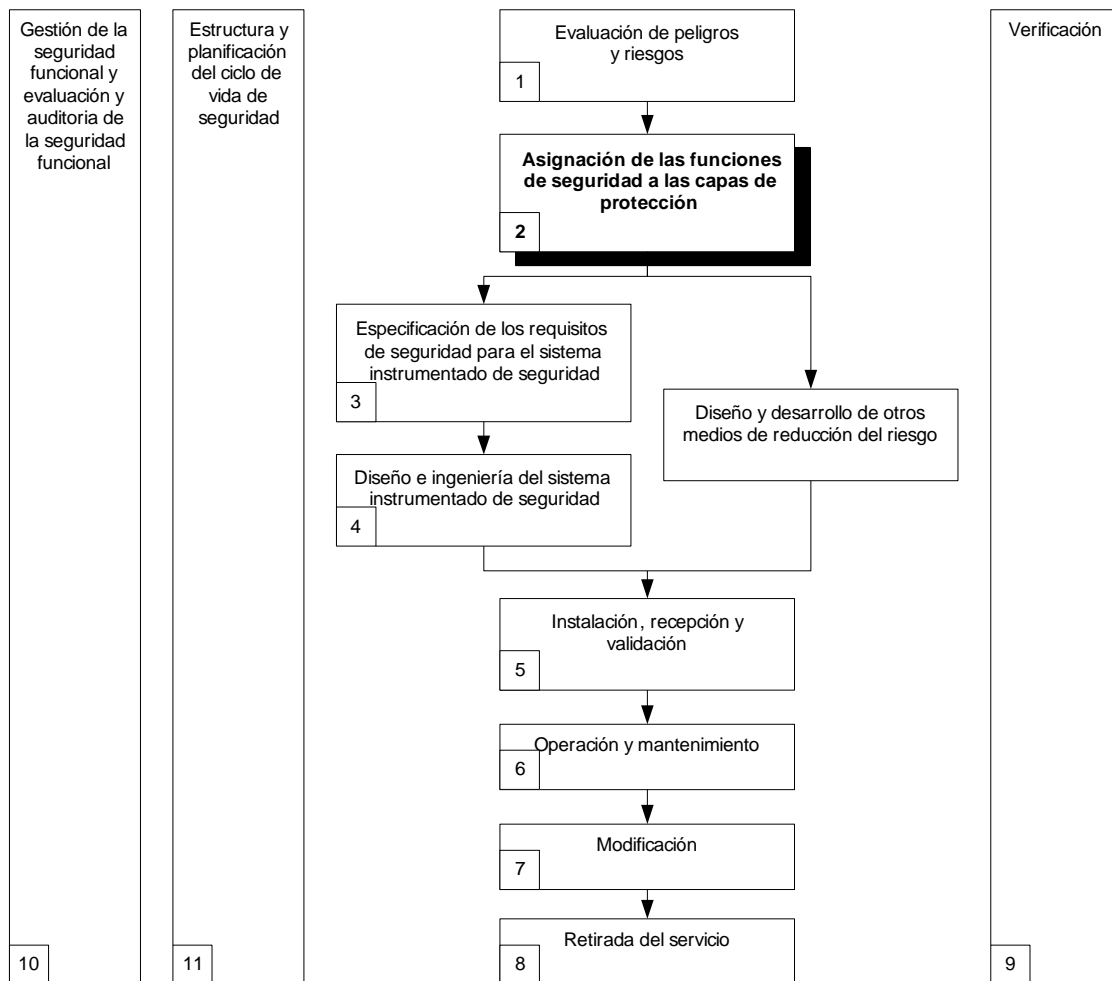 Gestión de la
seguridad
funcional y
evaluación y
auditoria de
la seguridad
funcional
10
Estructura y
planificación
del ciclo de
vida de
seguridad
11
Evaluación de peligros
y riesgos
1
Asignación de las funciones
de seguridad a las capas de
protección
2
Especificación de los requisitos
de seguridad para el sistema
instrumentado de seguridad
3
Diseño e ingeniería del sistema
instrumentado de seguridad
4
Diseño y desarrollo de otros
medios de reducción del riesgo
Instalación, recepción y
validación
5
Operación y mantenimiento
6
Modificación
7
Retirada del servicio
8
Verificación
9